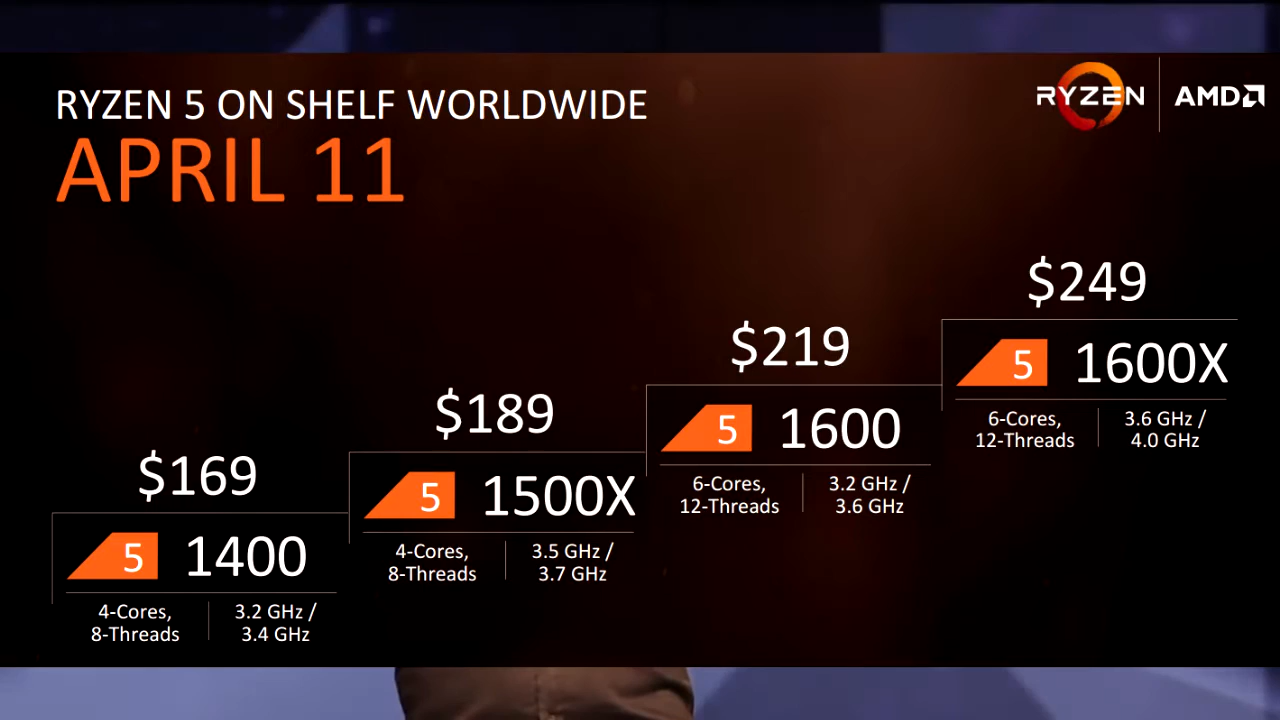 RYZEN 5 ON SHELF WORLDWIDE
APRIL 11
RYZEN
AMD
$169
5 1400
4-Cores,
8-Threads
3.2 GHz /
3.4 GHz
$189
5 1500X
4-Cores,
8-Threads
3.5 GHz /
3.7 GHz
$219
5 1600
6-Cores,
12-Threads
3.2 GHz /
3.6 GHz
$249
5 1600X
6-Cores,
12-Threads
3.6 GHz /
4.0 GHz